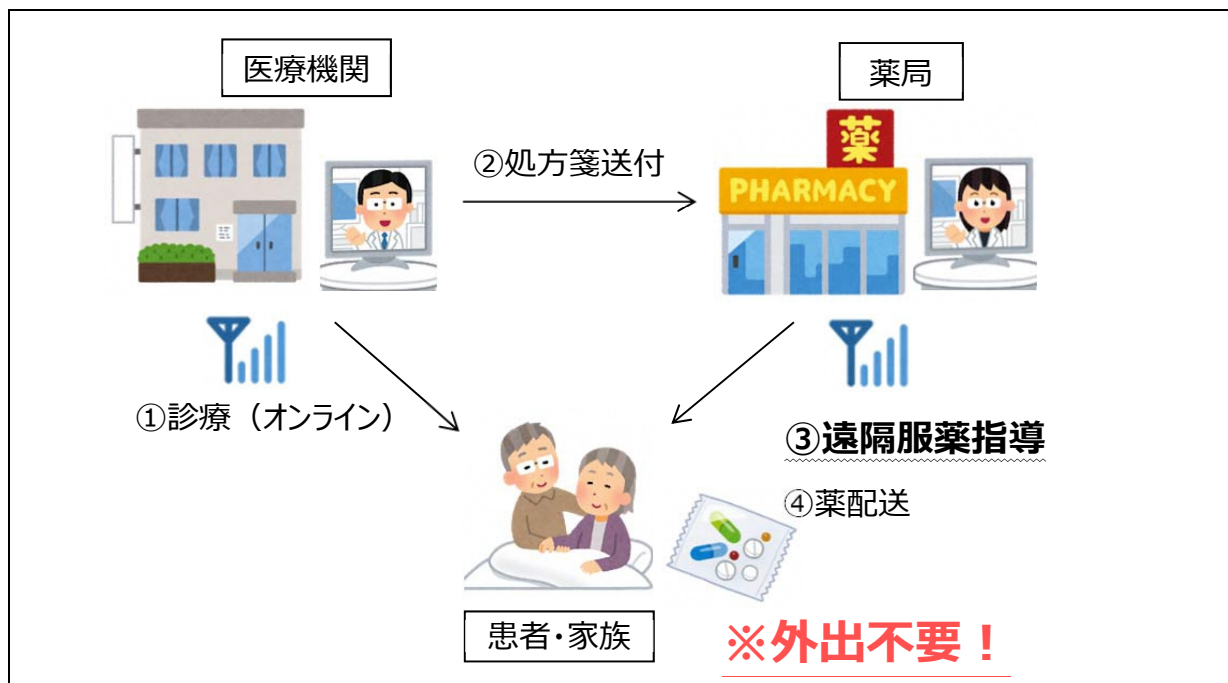 医療機関
薬局
薬
PHARMACY
②処方箋送付
①診療（オンライン）
③遠隔服薬指導
④薬配送
患者・家族
※外出不要！